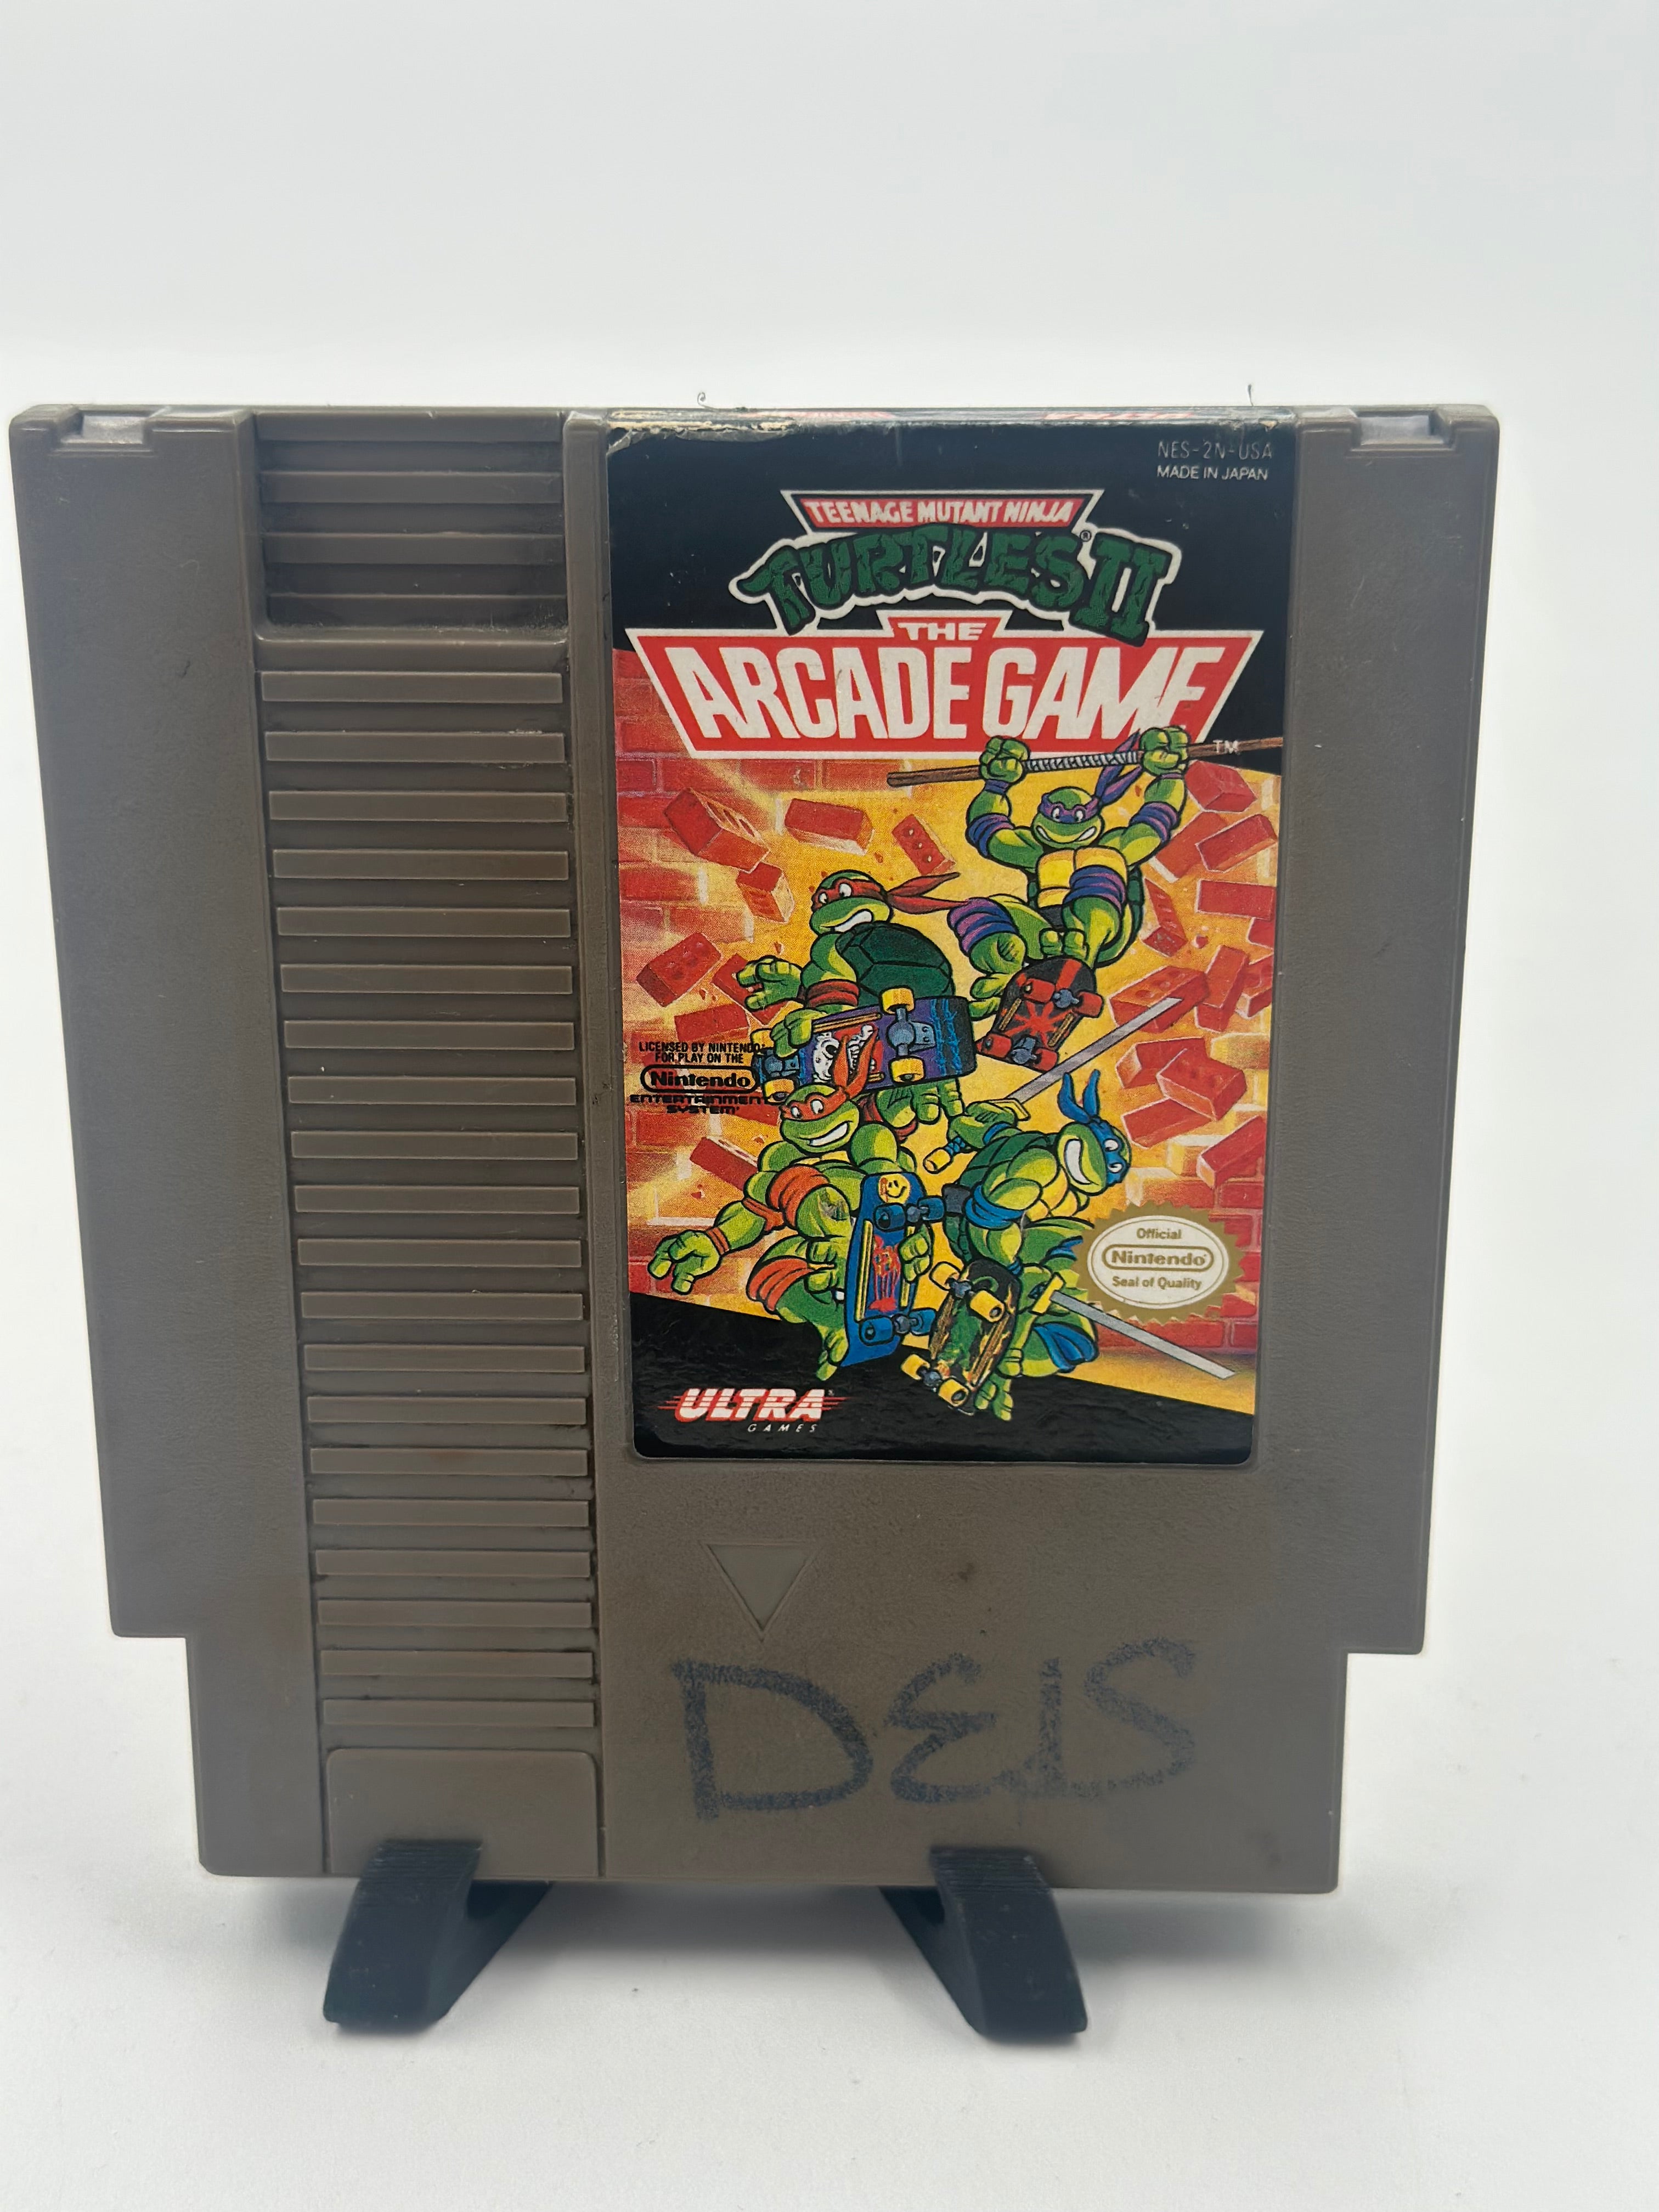 NES-2N-USA
MADE IN JAPAN
TEENAGE MUTANT NINJA
TURTLES® II
THE
ARCADE GAME
TM
LICENSED BY NINTENDO
FOR PLAY ON THE
Nintendo
ENTERTAINMENT
SYSTEM
Official
Nintendo
Seal of Quality
ULTRA
GAMES